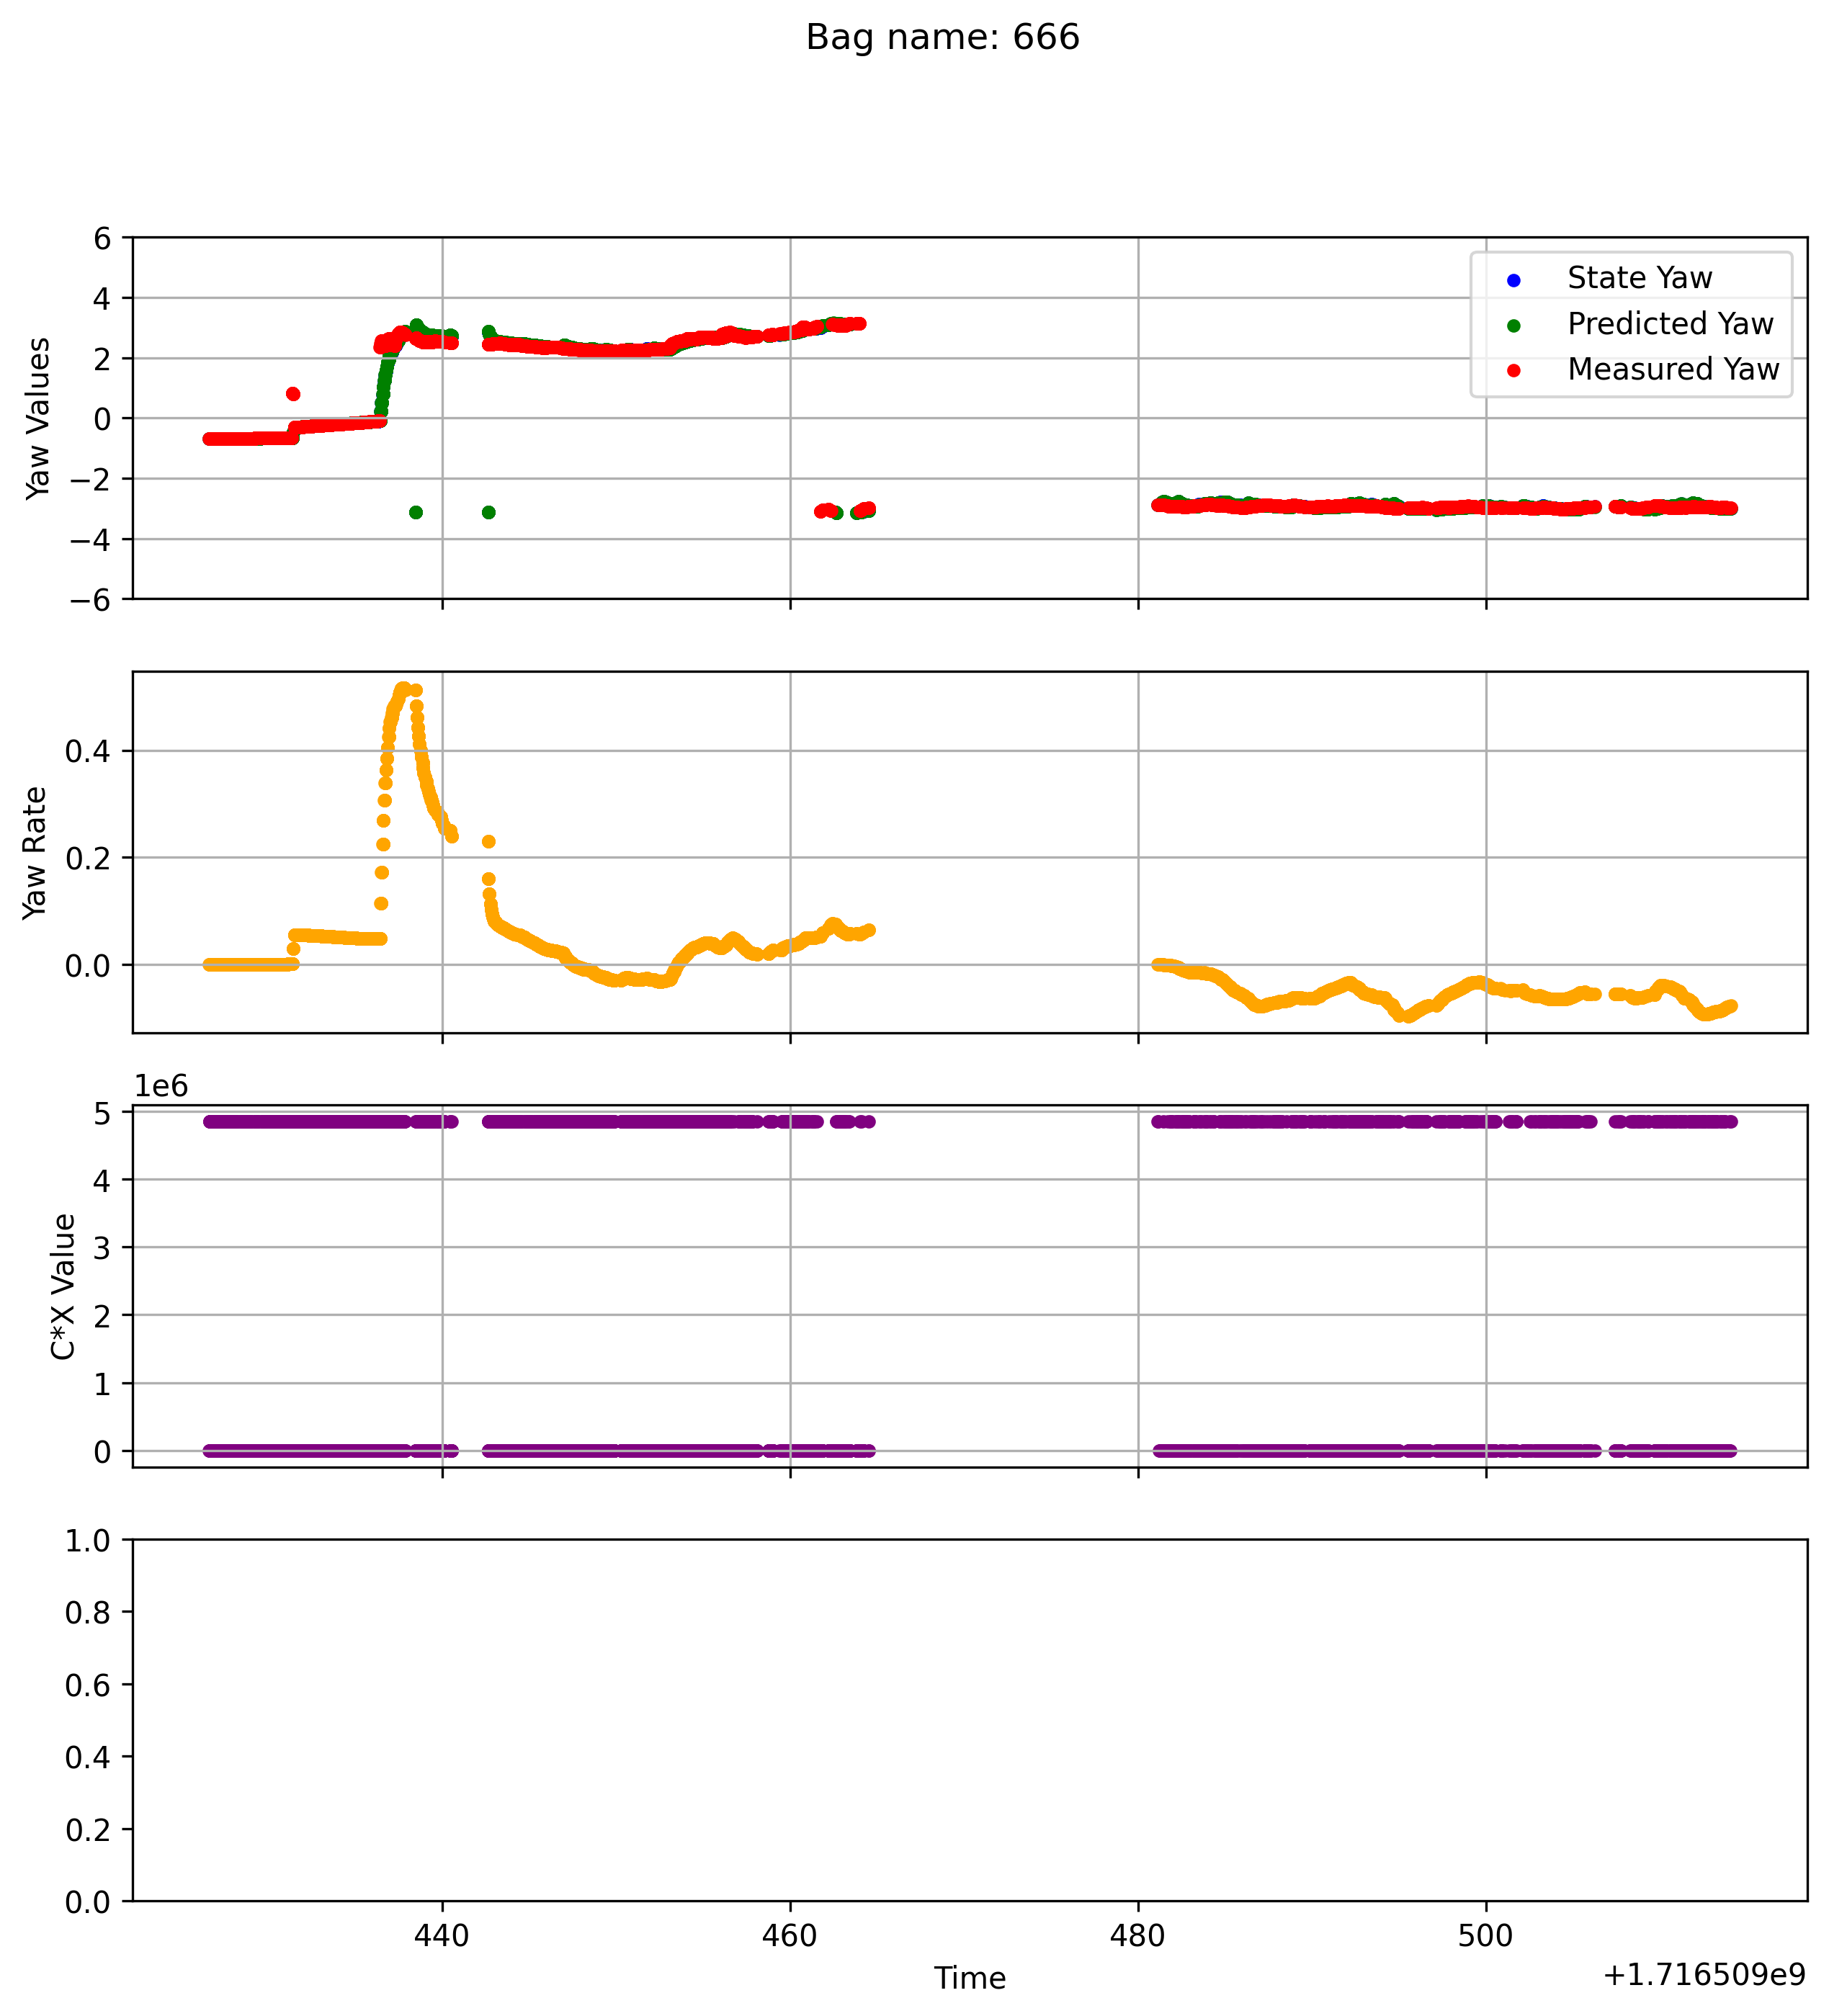 Bag name: 666
6
4
2
0
−2
−4
−6
Yaw Values
State Yaw
Predicted Yaw
Measured Yaw
0.4
0.2
0.0
Yaw Rate
1e6
5
4
3
2
1
0
C*X Value
1.0
0.8
0.6
0.4
0.2
0.0
440 460 480 500
Time
+1.716509e9